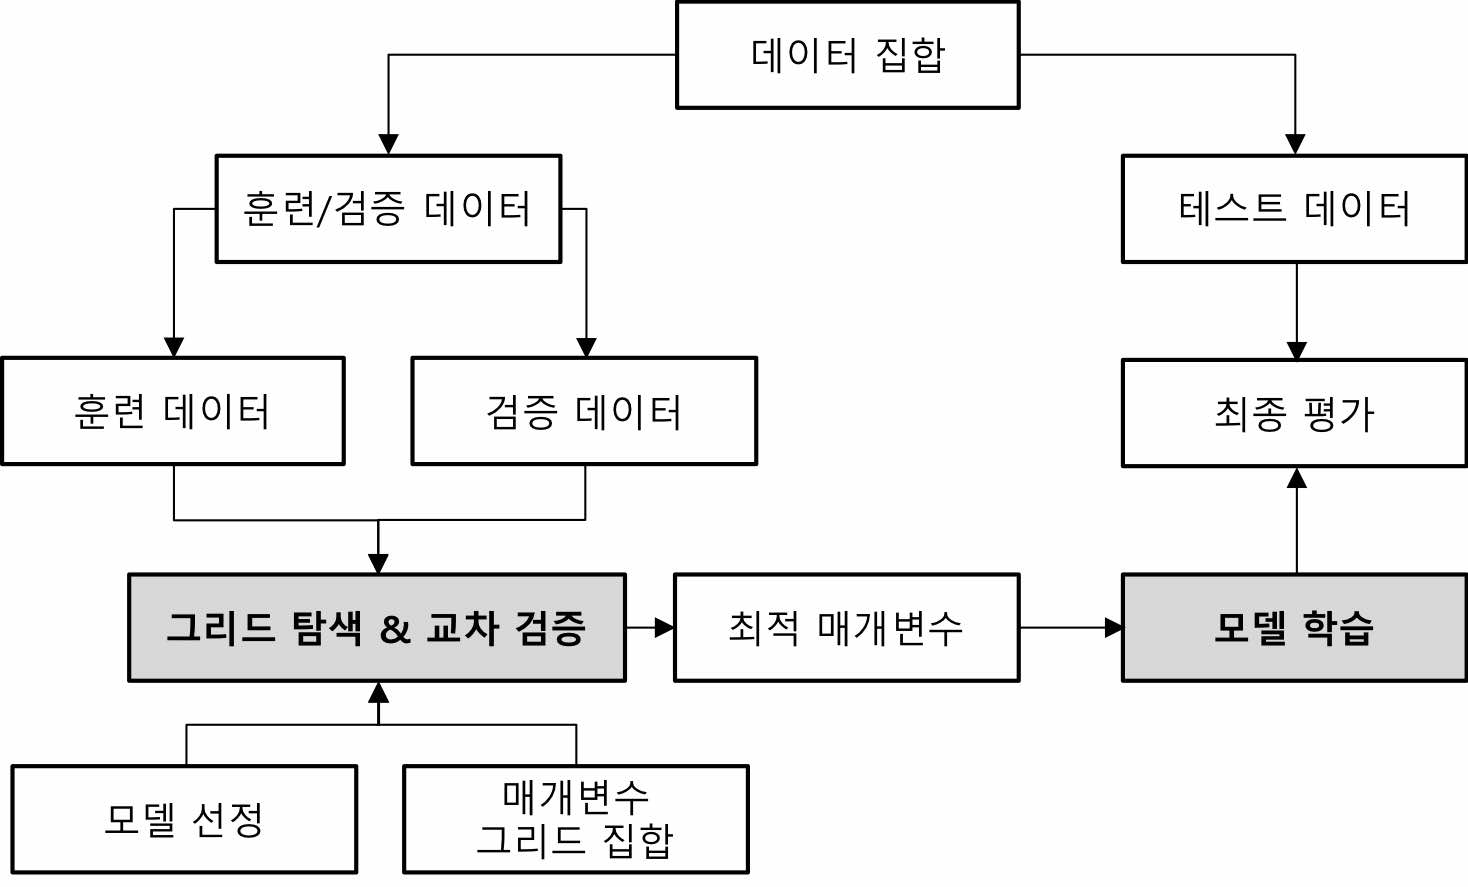 데이터 집합
훈련/검증 데이터
테스트 데이터
훈련 데이터
검증 데이터
최종 평가
그리드 탐색 & 교차 검증
최적 매개변수
모델 학습
모델 선정
매개변수
그리드 집합